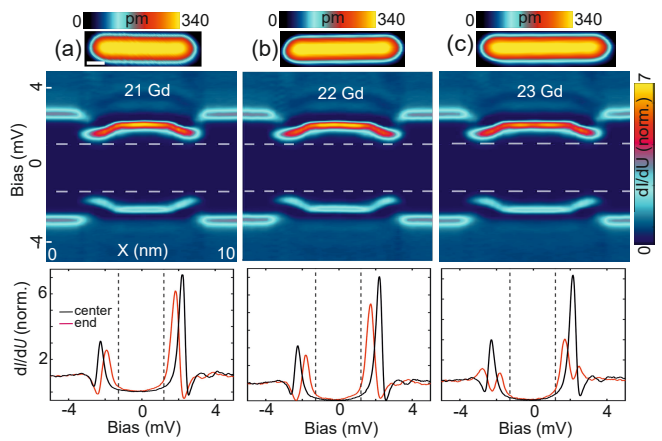 0 pm 340
0 pm 340
0 pm 340
(a)
(b)
(c)
21 Gd
22 Gd
23 Gd
Bias (mV)
4
0
-4
0 X (nm) 10
7
dI/dU (norm.)
0
dI/dU (norm.)
6
4
2
center
end
-4 0 4
-4 0 4
-4 0 4
Bias (mV)
Bias (mV)
Bias (mV)